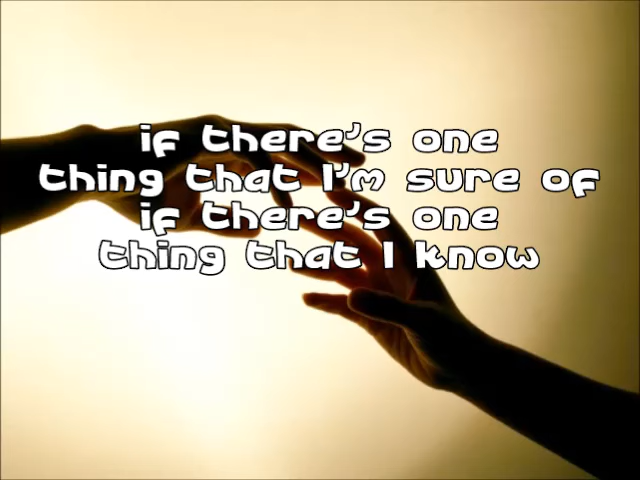 if there's one
thing that I'm sure of
if there's one
thing that I know